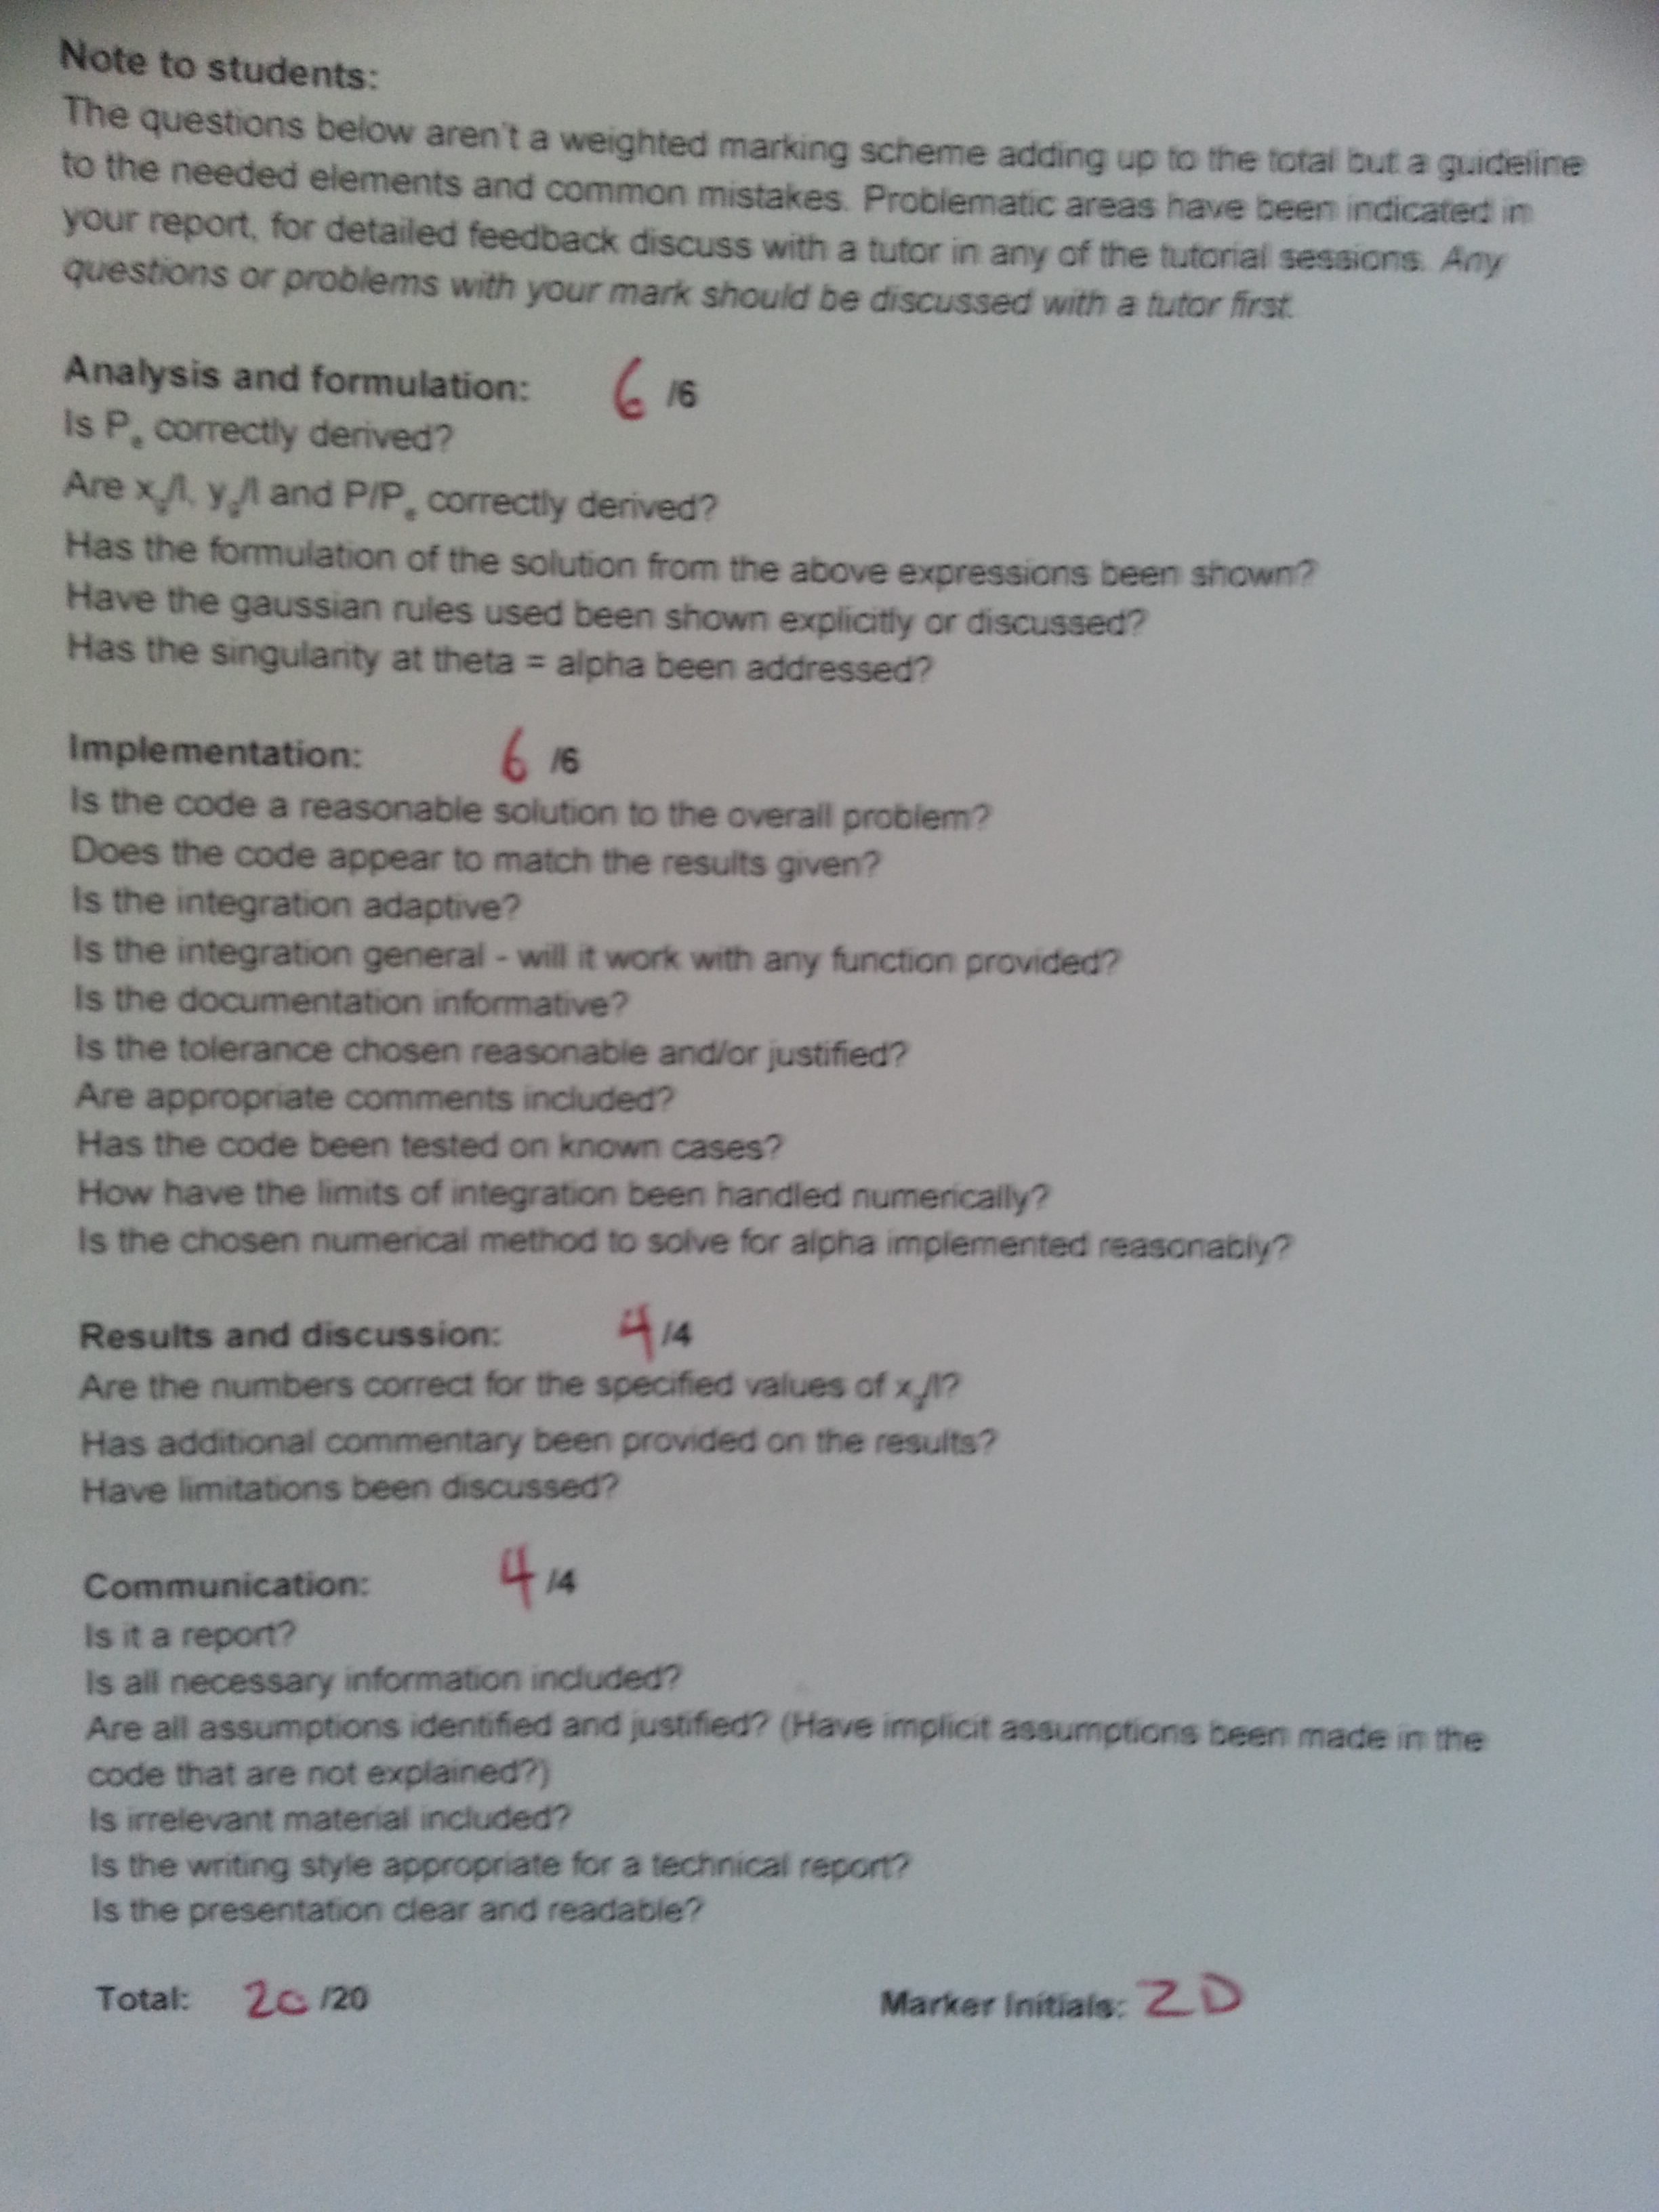 Note to students:
The questions below aren't a weighted marking scheme adding up to the total but a guideline
to the needed elements and common mistakes. Problematic areas have been indicated in
your report, for detailed feedback discuss with a tutor in any of the tutorial sessions. Any
questions or problems with your mark should be discussed with a tutor first.
Analysis and formulation: 6 /6
Is Pe correctly derived?
Are xa/l, ya/l and P/Pe correctly derived?
Has the formulation of the solution from the above expressions been shown?
Have the gaussian rules used been shown explicitly or discussed?
Has the singularity at theta = alpha been addressed?
Implementation: 6 /6
Is the code a reasonable solution to the overall problem?
Does the code appear to match the results given?
Is the integration adaptive?
Is the integration general - will it work with any function provided?
Is the documentation informative?
Is the tolerance chosen reasonable and/or justified?
Are appropriate comments included?
Has the code been tested on known cases?
How have the limits of integration been handled numerically?
Is the chosen numerical method to solve for alpha implemented reasonably?
Results and discussion: 4 /4
Are the numbers correct for the specified values of xa/l?
Has additional commentary been provided on the results?
Have limitations been discussed?
Communication: 4 /4
Is it a report?
Is all necessary information included?
Are all assumptions identified and justified? (Have implicit assumptions been made in the
code that are not explained?)
Is irrelevant material included?
Is the writing style appropriate for a technical report?
Is the presentation clear and readable?
Total: 20 /20 Marker Initials: ZD